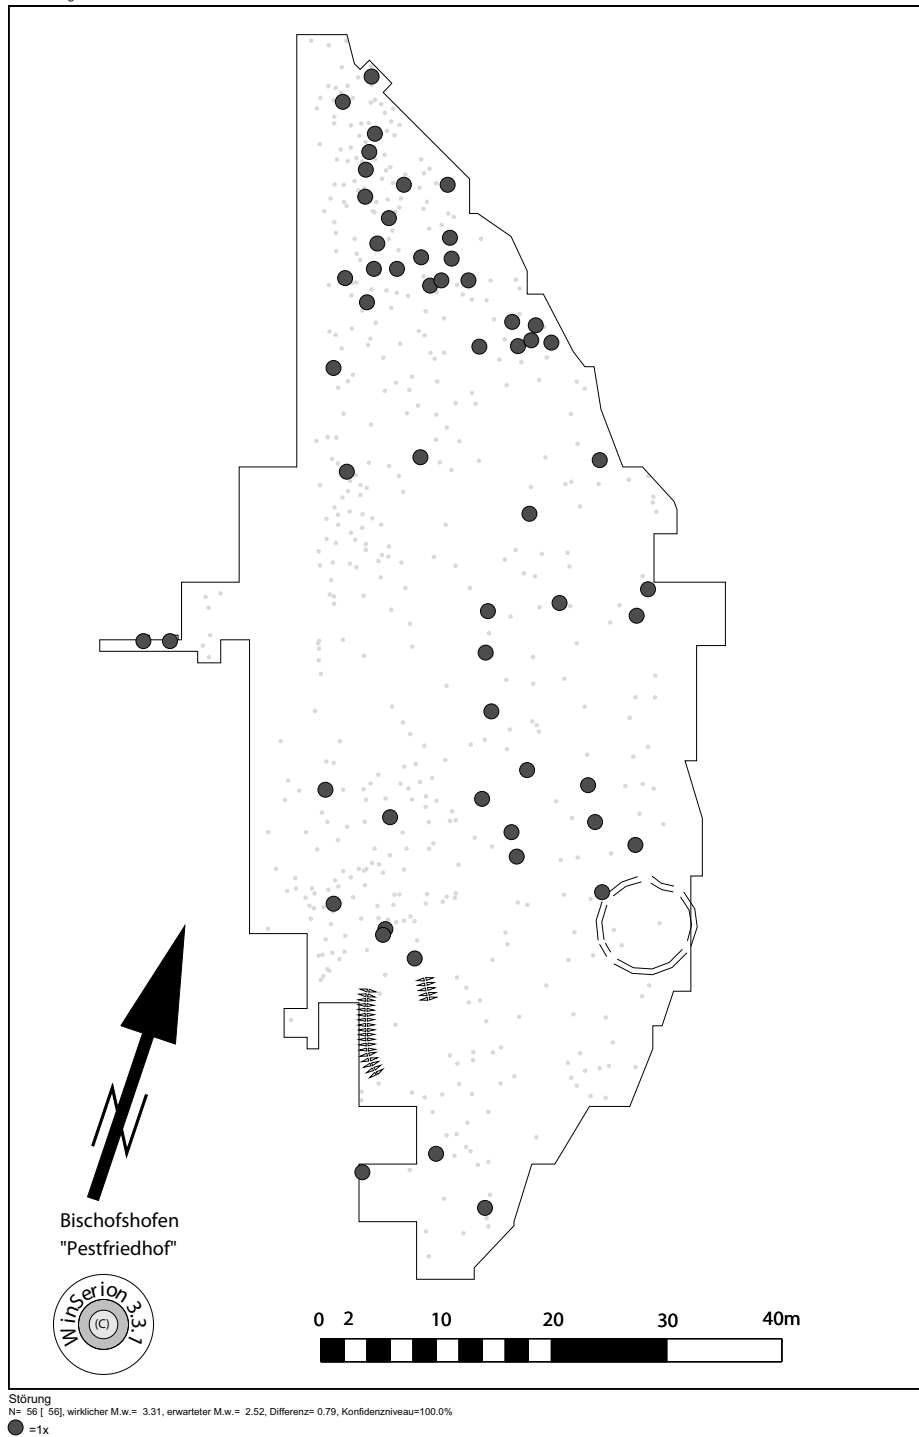 Bischofshofen
"Pestfriedhof"
WinSerion 3.3.1
(C)
0 2 10 20 30 40m
Störung
N= 56 [ 56], wirklicher M.w.= 3.31, erwarteter M.w.= 2.52, Differenz= 0.79, Konfidenzniveau=100.0%
=1x